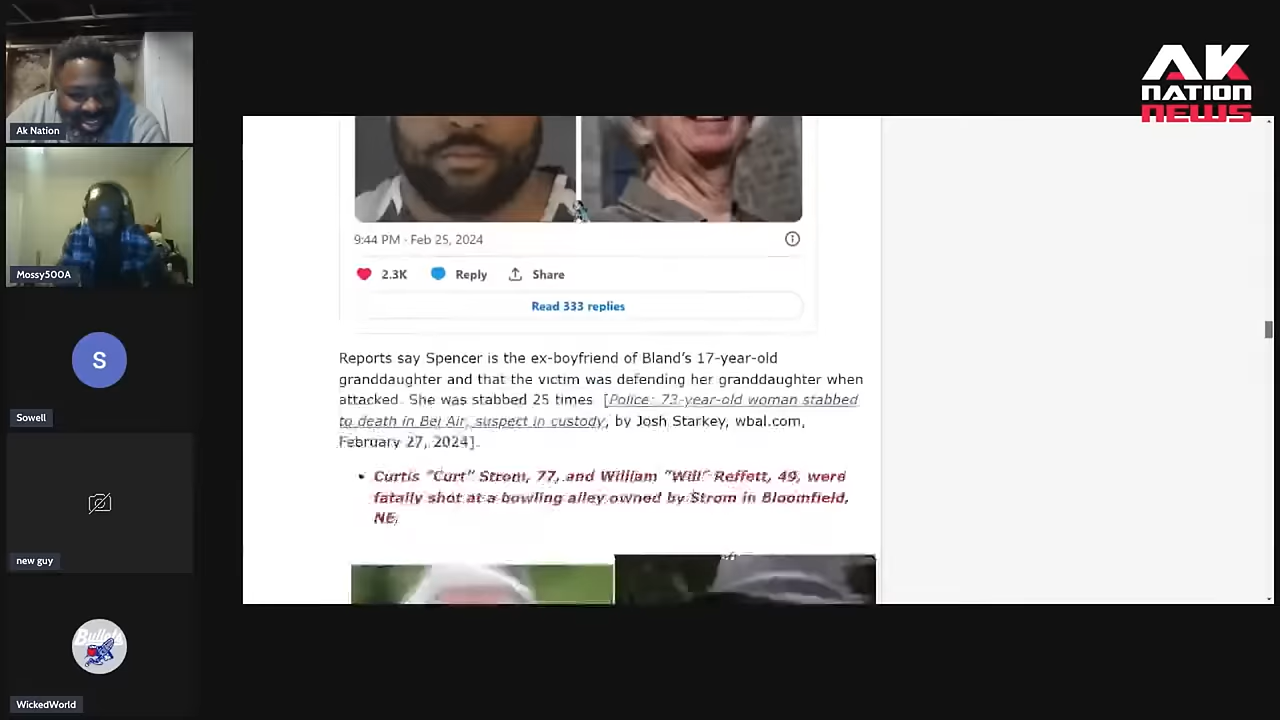 AK
NATION
NEWS
Ak Nation
Mossy500A
S
Sowell
new guy
Bullets
WickedWorld
9:44 PM · Feb 25, 2024
2.3K Reply Share
Read 333 replies
Reports say Spencer is the ex-boyfriend of Bland's 17-year-old
granddaughter and that the victim was defending her granddaughter when
attacked. She was stabbed 25 times [Police: 73-year-old woman stabbed
to death in Bel Air, suspect in custody, by Josh Starkey, wbal.com,
February 27, 2024].
• Curtis "Curt" Strom, 77, and William "Will" Reffett, 49, were
fatally shot at a bowling alley owned by Strom in Bloomfield,
NE,